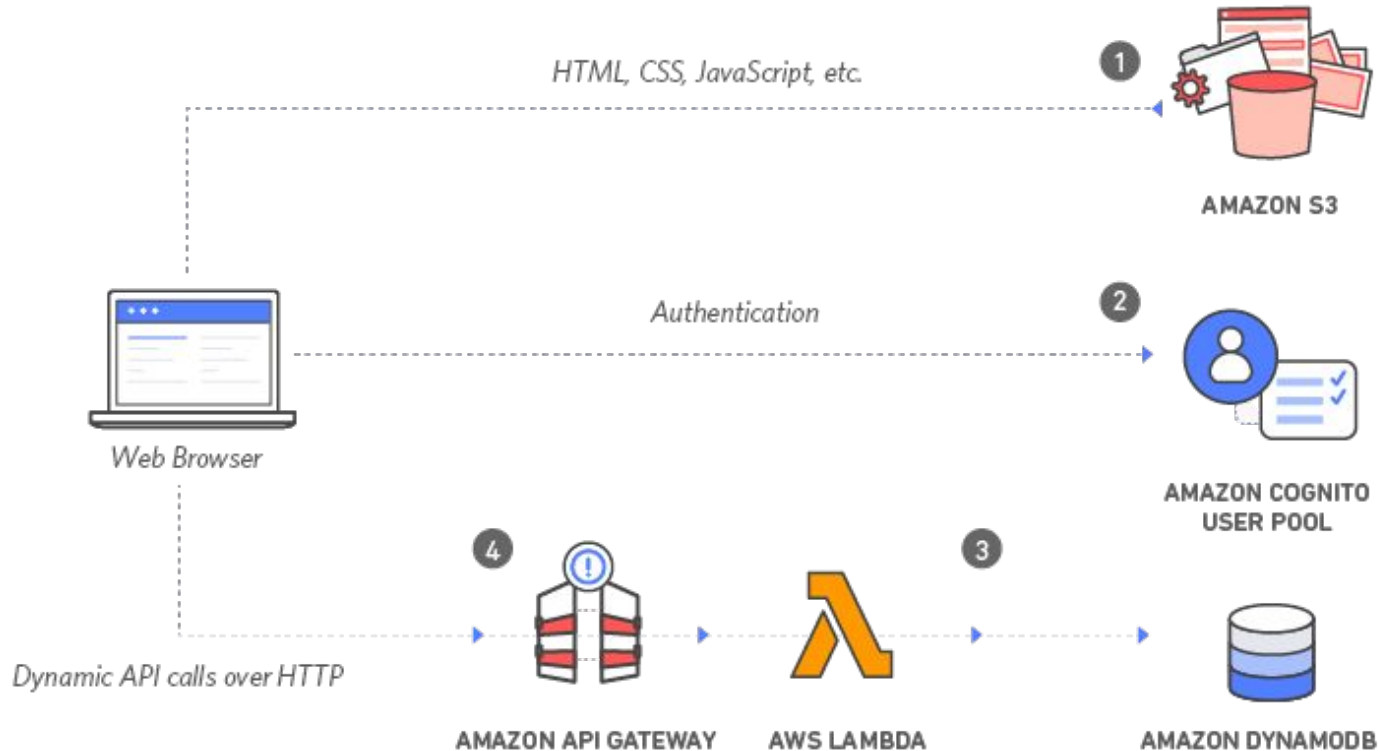 HTML, CSS, JavaScript, etc.
1
AMAZON S3
Authentication
2
Web Browser
AMAZON COGNITO
USER POOL
4
3
Dynamic API calls over HTTP
AMAZON API GATEWAY
AWS LAMBDA
AMAZON DYNAMODB